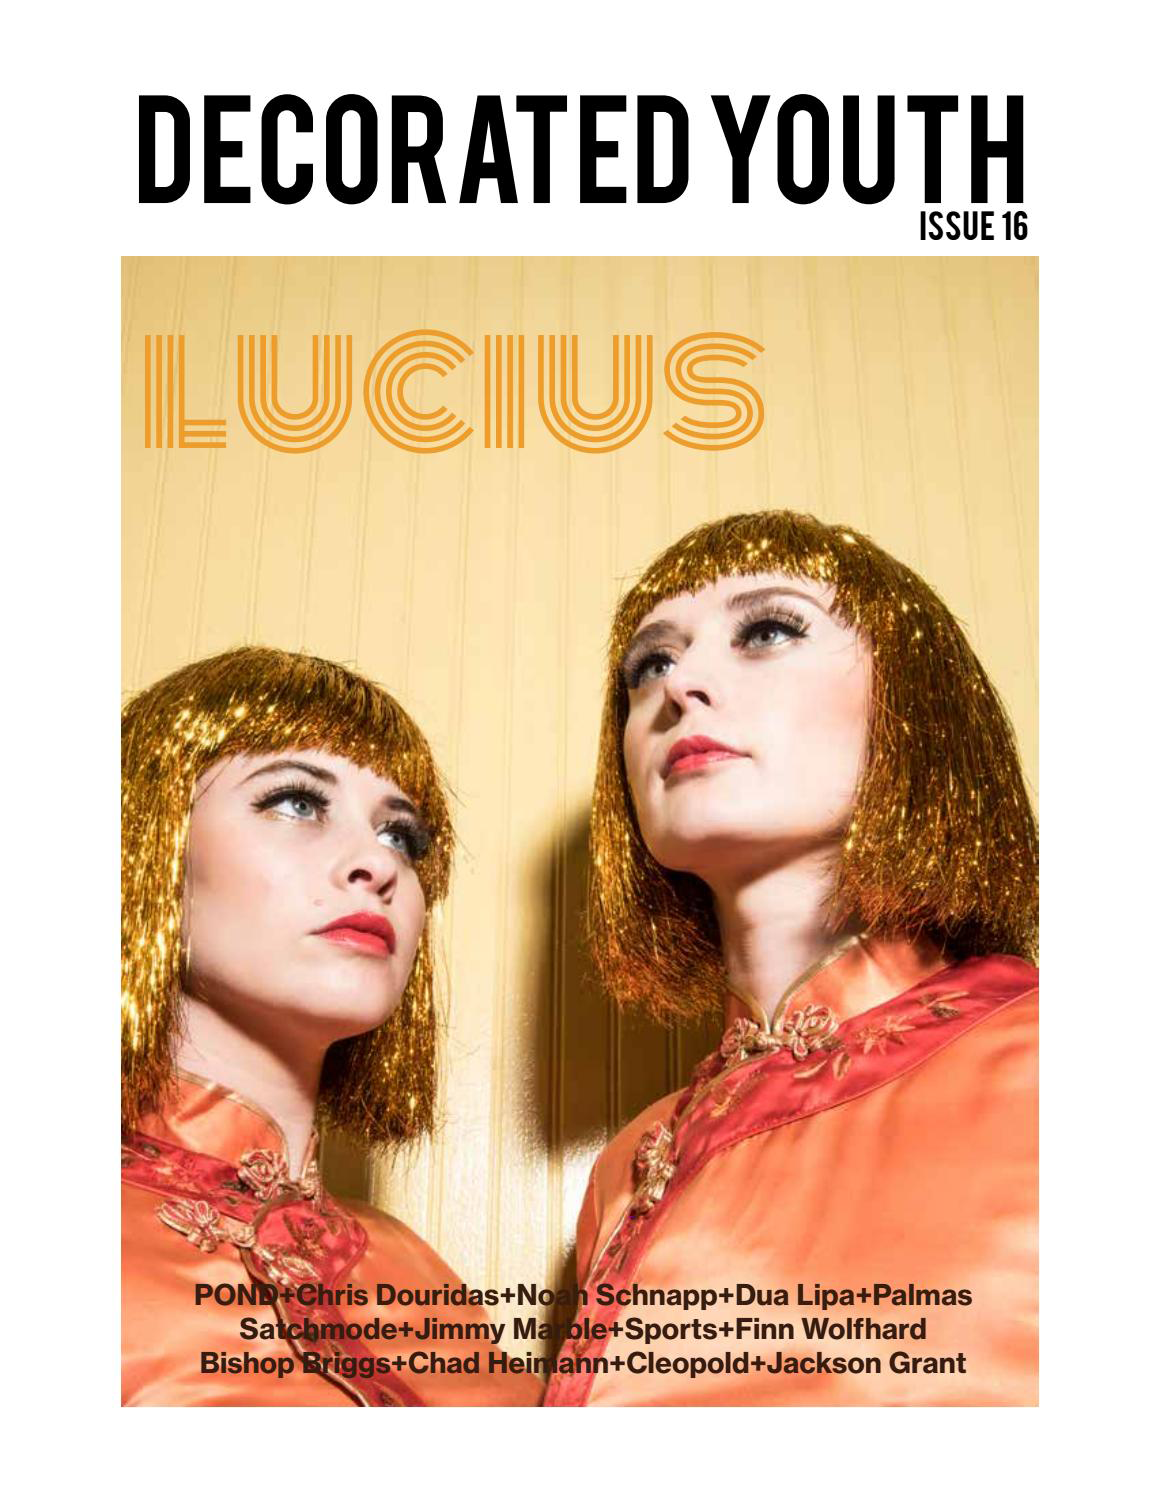 DECORATED YOUTH
ISSUE 16
LUCIUS
POND+Chris Douridas+Noah Schnapp+Dua Lipa+Palmas
Satchmode+Jimmy Marble+Sports+Finn Wolfhard
Bishop Briggs+Chad Heimann+Cleopold+Jackson Grant